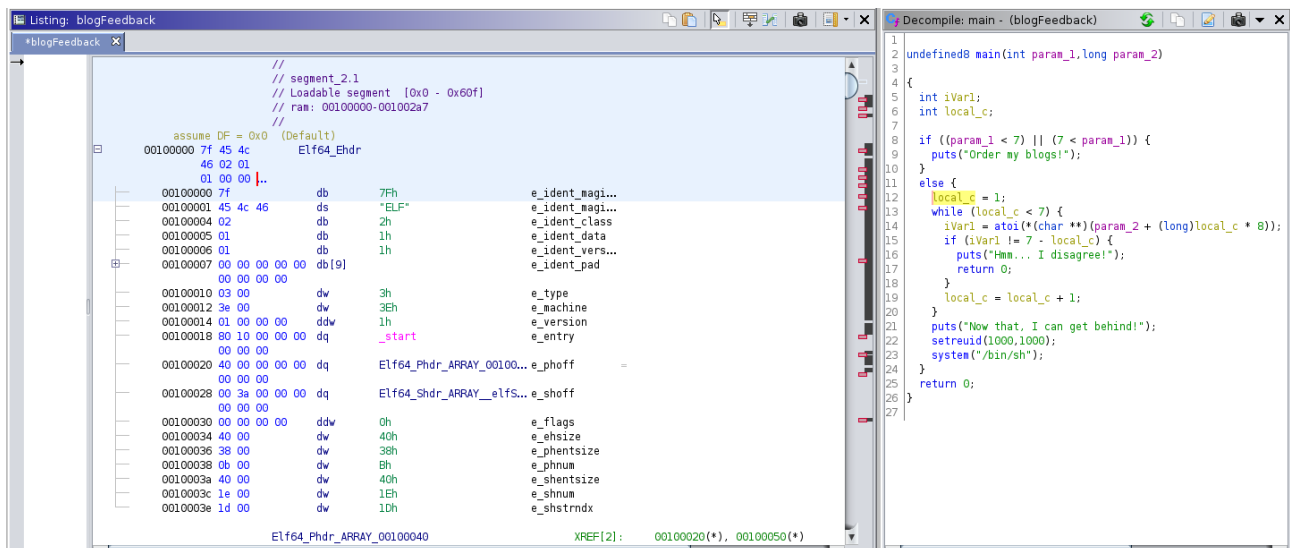 Listing: blogFeedback
*blogFeedback
//
// segment_2.1
// Loadable segment [0x0 - 0x60f]
// ram: 00100000-001002a7
//
assume DF = 0x0 (Default)
00100000 7f 45 4c Elf64_Ehdr
46 02 01
01 00 00 ...
00100000 7f db 7Fh e_ident_magi...
00100001 45 4c 46 ds "ELF" e_ident_magi...
00100004 02 db 2h e_ident_class
00100005 01 db 1h e_ident_data
00100006 01 db 1h e_ident_vers...
00100007 00 00 00 00 00 db[9] e_ident_pad
00 00 00 00
00100010 03 00 dw 3h e_type
00100012 3e 00 dw 3Eh e_machine
00100014 01 00 00 00 ddw 1h e_version
00100018 80 10 00 00 00 dq _start e_entry
00 00 00
00100020 40 00 00 00 00 dq Elf64_Phdr_ARRAY_00100... e_phoff =
00 00 00
00100028 00 3a 00 00 00 dq Elf64_Shdr_ARRAY__elfS... e_shoff
00 00 00
00100030 00 00 00 00 ddw 0h e_flags
00100034 40 00 dw 40h e_ehsize
00100036 38 00 dw 38h e_phentsize
00100038 0b 00 dw Bh e_phnum
0010003a 40 00 dw 40h e_shentsize
0010003c 1e 00 dw 1Eh e_shnum
0010003e 1d 00 dw 1Dh e_shstrndx
Elf64_Phdr_ARRAY_00100040 XREF[2]: 00100020(*), 00100050(*)
Decompile: main - (blogFeedback)
1
2 undefined8 main(int param_1,long param_2)
3
4 {
5 int iVar1;
6 int local_c;
7
8 if ((param_1 < 7) || (7 < param_1)) {
9 puts("Order my blogs!");
10 }
11 else {
12 local_c = 1;
13 while (local_c < 7) {
14 iVar1 = atoi(*(char **)(param_2 + (long)local_c * 8));
15 if (iVar1 != 7 - local_c) {
16 puts("Hmm... I disagree!");
17 return 0;
18 }
19 local_c = local_c + 1;
20 }
21 puts("Now that, I can get behind!");
22 setreuid(1000,1000);
23 system("/bin/sh");
24 }
25 return 0;
26 }
27